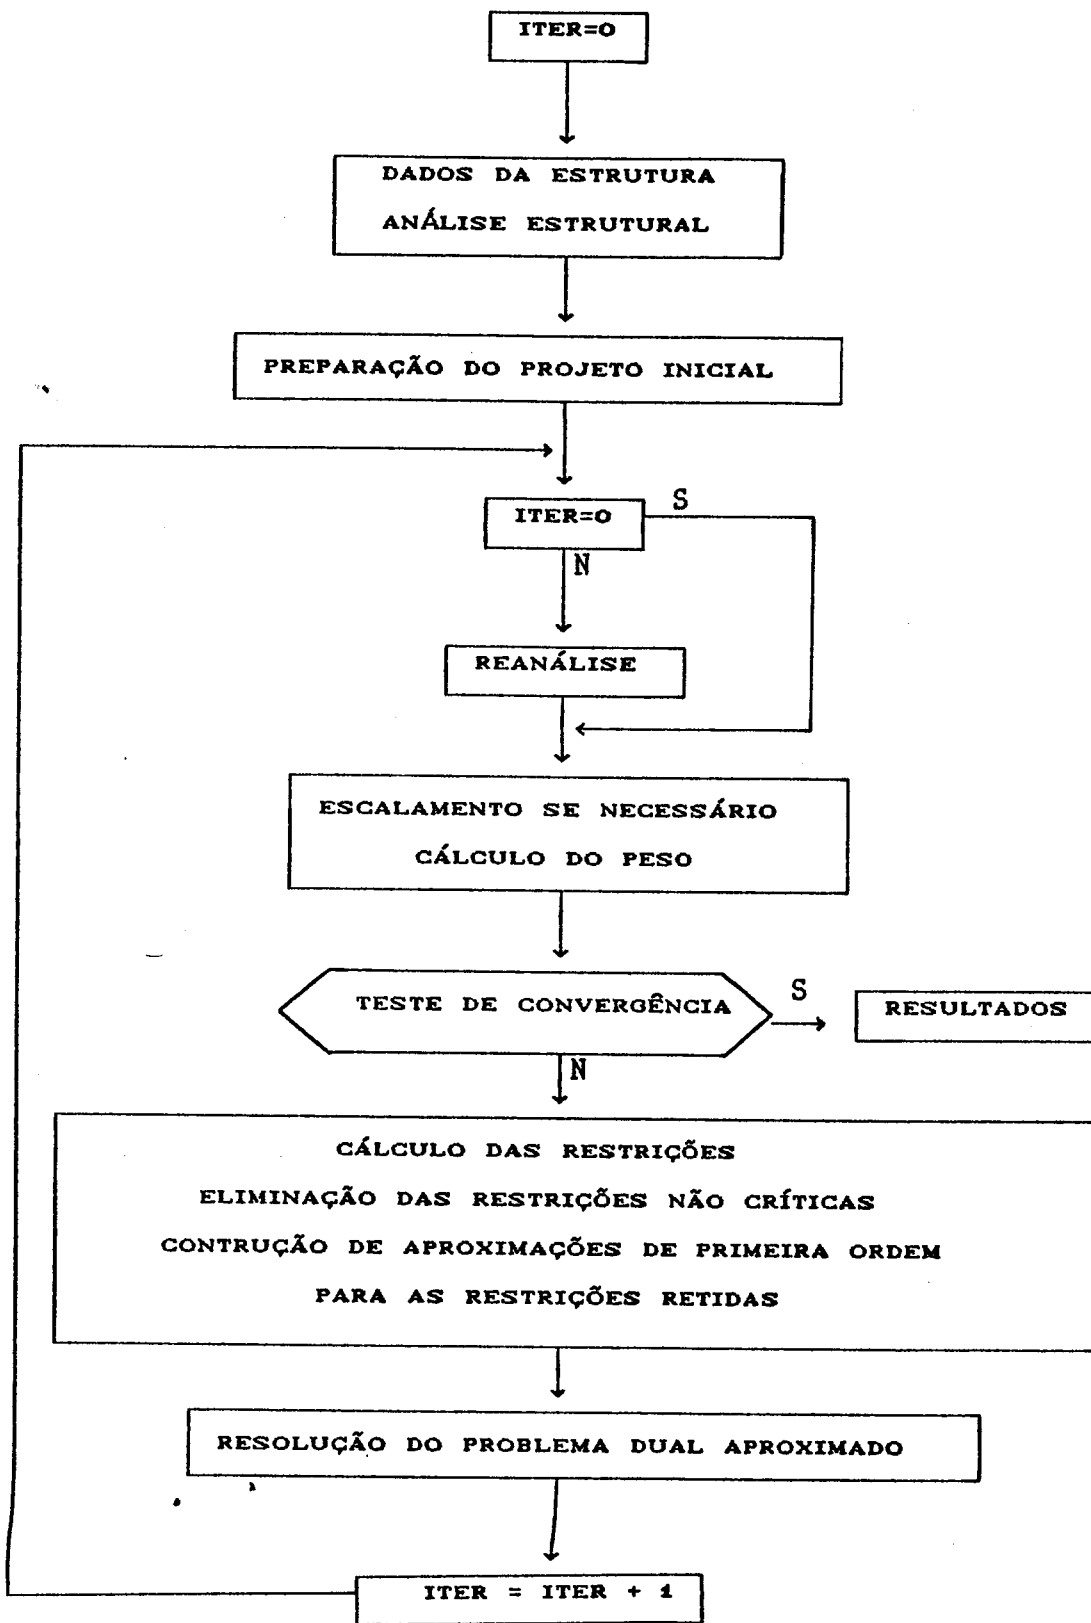 ITER=0
DADOS DA ESTRUTURA
ANÁLISE ESTRUTURAL
PREPARAÇÃO DO PROJETO INICIAL
ITER=0
S
N
REANÁLISE
ESCALAMENTO SE NECESSÁRIO
CÁLCULO DO PESO
TESTE DE CONVERGÊNCIA
S
RESULTADOS
N
CÁLCULO DAS RESTRIÇÕES
ELIMINAÇÃO DAS RESTRIÇÕES NÃO CRÍTICAS
CONTRUÇÃO DE APROXIMAÇÕES DE PRIMEIRA ORDEM
PARA AS RESTRIÇÕES RETIDAS
RESOLUÇÃO DO PROBLEMA DUAL APROXIMADO
ITER = ITER + 1